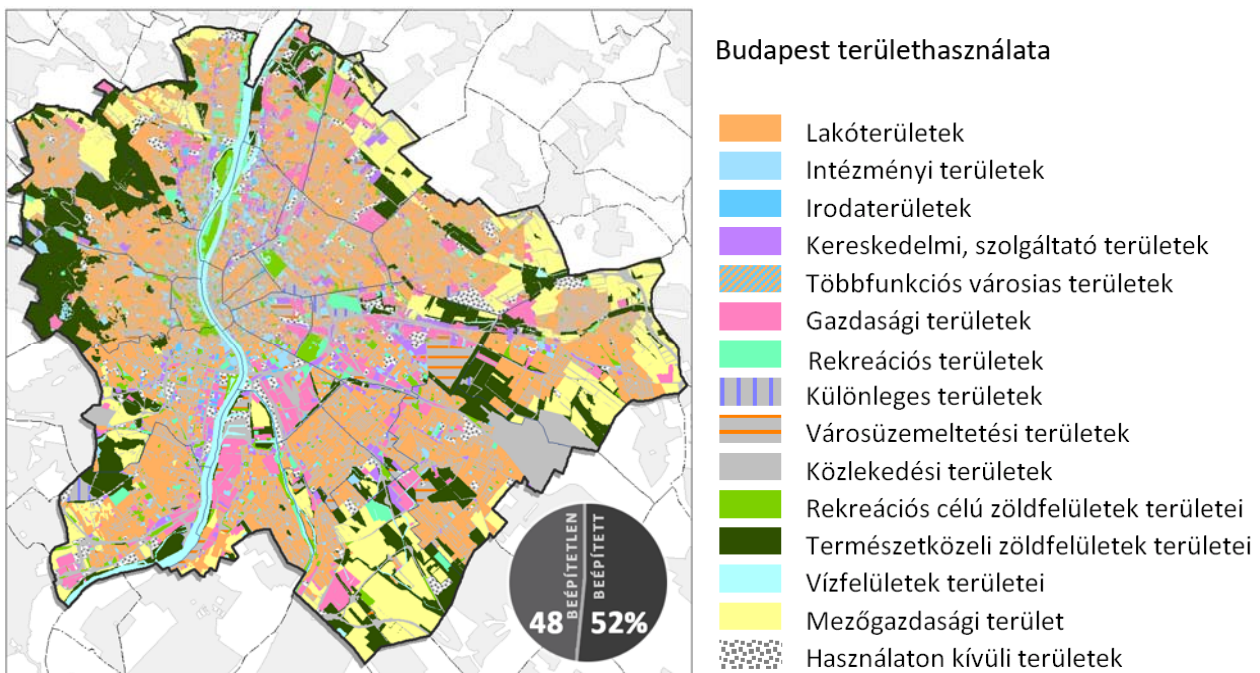 Budapest területhasználata
Lakóterületek
Intézményi területek
Irodaterületek
Kereskedelmi, szolgáltató területek
Többfunkciós városias területek
Gazdasági területek
Rekreációs területek
Különleges területek
Városüzemeltetési területek
Közlekedési területek
Rekreációs célú zöldfelületek területei
Természetközeli zöldfelületek területei
Vízfelületek területei
Mezőgazdasági terület
Használaton kívüli területek
BEÉPÍTETLEN
48
BEÉPÍTETT
52%